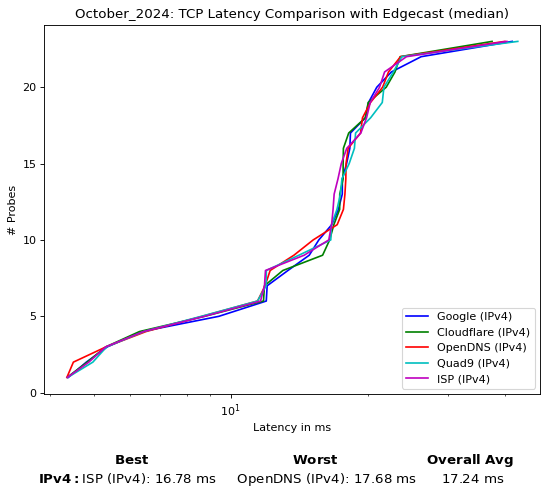 October_2024: TCP Latency Comparison with Edgecast (median)
20
15
10
5
0
# Probes
10^1
Latency in ms
Google (IPv4)
Cloudflare (IPv4)
OpenDNS (IPv4)
Quad9 (IPv4)
ISP (IPv4)
Best Worst Overall Avg
IPv4: ISP (IPv4): 16.78 ms OpenDNS (IPv4): 17.68 ms 17.24 ms